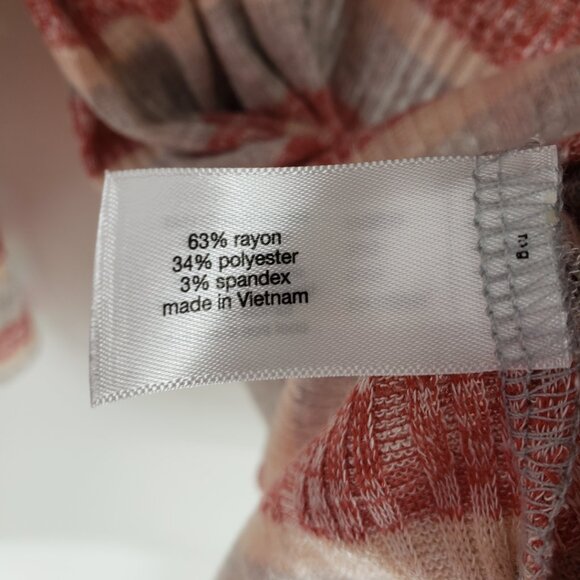 63% rayon
34% polyester
3% spandex
made in Vietnam